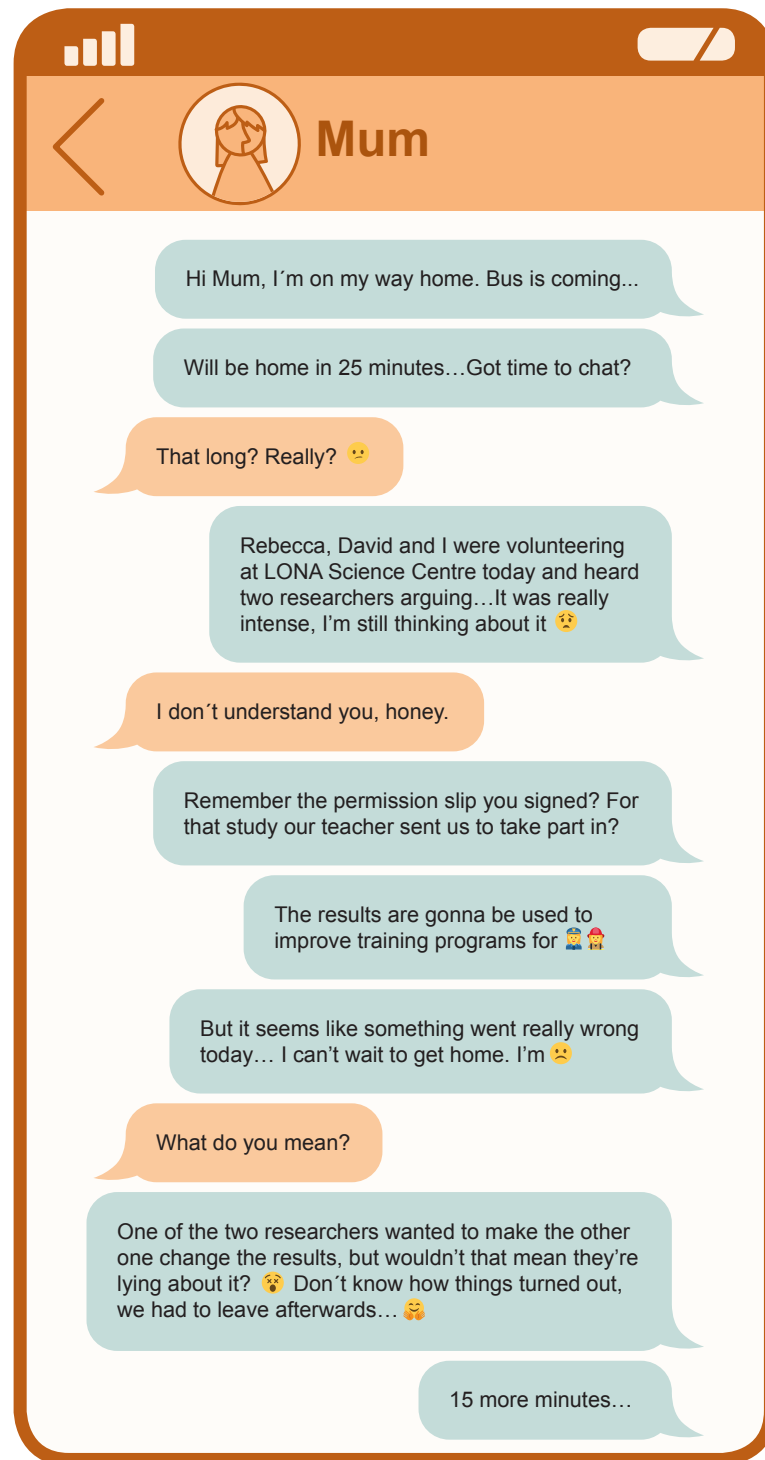 Mum
Hi Mum, I´m on my way home. Bus is coming...
Will be home in 25 minutes…Got time to chat?
That long? Really? 😕
Rebecca, David and I were volunteering
at LONA Science Centre today and heard
two researchers arguing…It was really
intense, I’m still thinking about it 😟
I don´t understand you, honey.
Remember the permission slip you signed? For
that study our teacher sent us to take part in?
The results are gonna be used to
improve training programs for 👮👩‍🚒
But it seems like something went really wrong
today… I can’t wait to get home. I’m 🙁
What do you mean?
One of the two researchers wanted to make the other
one change the results, but wouldn’t that mean they’re
lying about it? 😵 Don´t know how things turned out,
we had to leave afterwards… 🤗
15 more minutes…